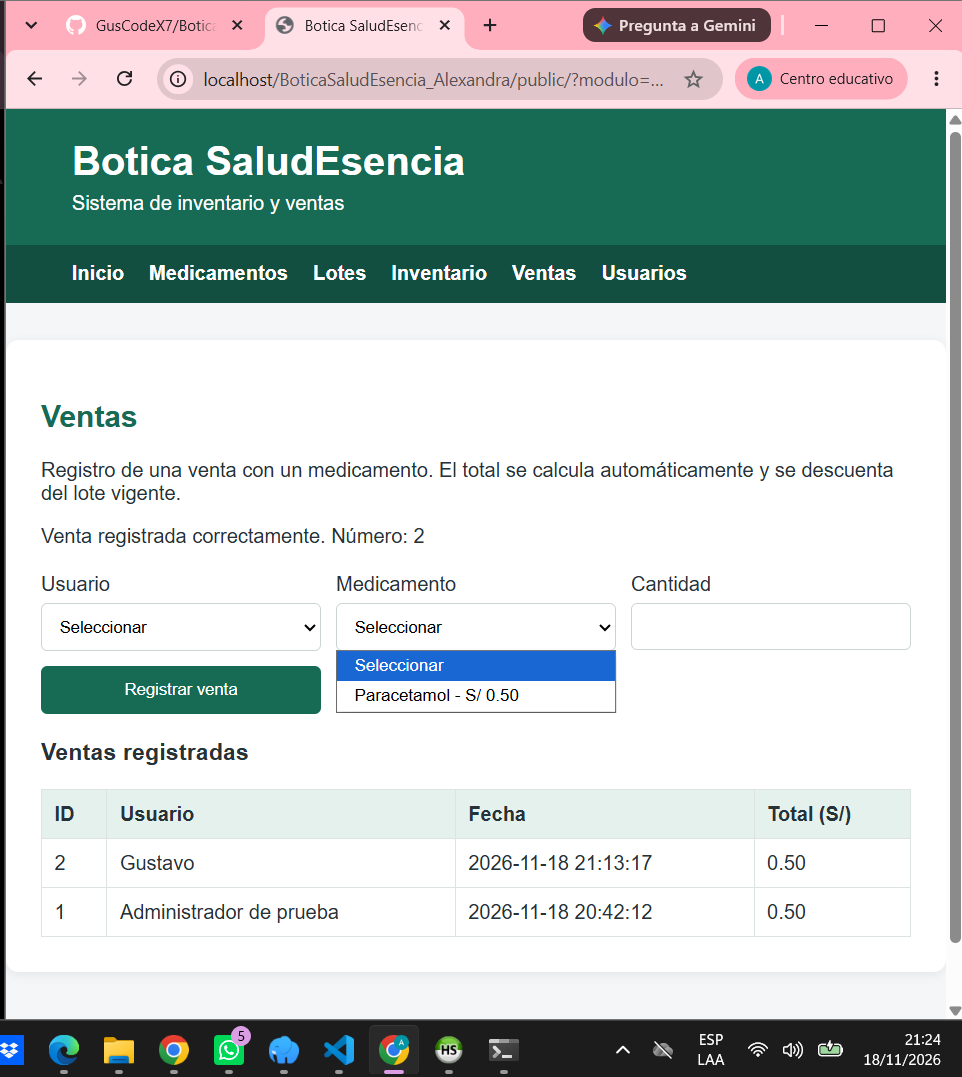 GusCodeX7/Botic
Botica SaludEsenc
Pregunta a Gemini
localhost/BoticaSaludEsencia_Alexandra/public/?modulo=...
A
Centro educativo
Botica SaludEsencia
Sistema de inventario y ventas
Inicio Medicamentos Lotes Inventario Ventas Usuarios
Ventas
Registro de una venta con un medicamento. El total se calcula automáticamente y se descuenta
del lote vigente.
Venta registrada correctamente. Número: 2
Usuario Medicamento Cantidad
Seleccionar Seleccionar
Seleccionar
Registrar venta Paracetamol - S/ 0.50
Ventas registradas
ID Usuario Fecha Total (S/)
2 Gustavo 2026-11-18 21:13:17 0.50
1 Administrador de prueba 2026-11-18 20:42:12 0.50
5
A
HS
ESP
LAA
21:24
18/11/2026